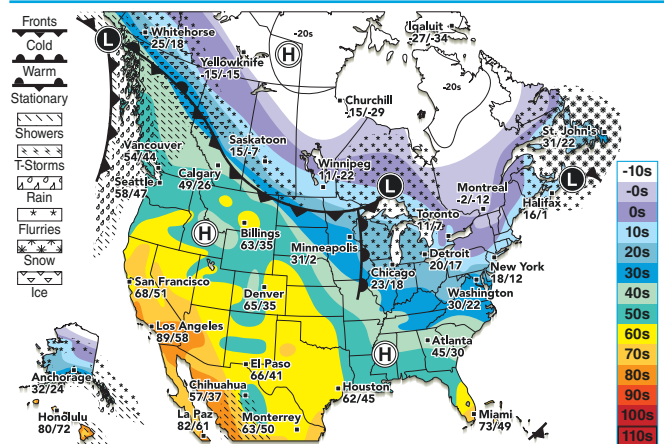 Fronts
Cold
Warm
Stationary
Showers
T-Storms
Rain
Flurries
Snow
Ice
L
Whitehorse
25/18
-20s
H
Yellowknife
-15/-15
Iqaluit
-27/-34
-20s
Churchill
-15/-29
Vancouver
54/44
Seattle
58/47
Calgary
49/26
Saskatoon
15/-7
Winnipeg
11/-22
L
Montreal
-2/-12
St. John's
31/22
L
Halifax
16/1
Toronto
11/7
H
Billings
63/35
Minneapolis
31/2
Detroit
20/17
Chicago
23/18
New York
18/12
Washington
30/22
San Francisco
68/51
Denver
65/35
Los Angeles
89/58
H
Atlanta
45/30
El Paso
66/41
Chihuahua
57/37
Houston
62/45
La Paz
82/61
Monterrey
63/50
Miami
73/49
Anchorage
32/24
Honolulu
80/72
-10s
-0s
0s
10s
20s
30s
40s
50s
60s
70s
80s
90s
100s
110s